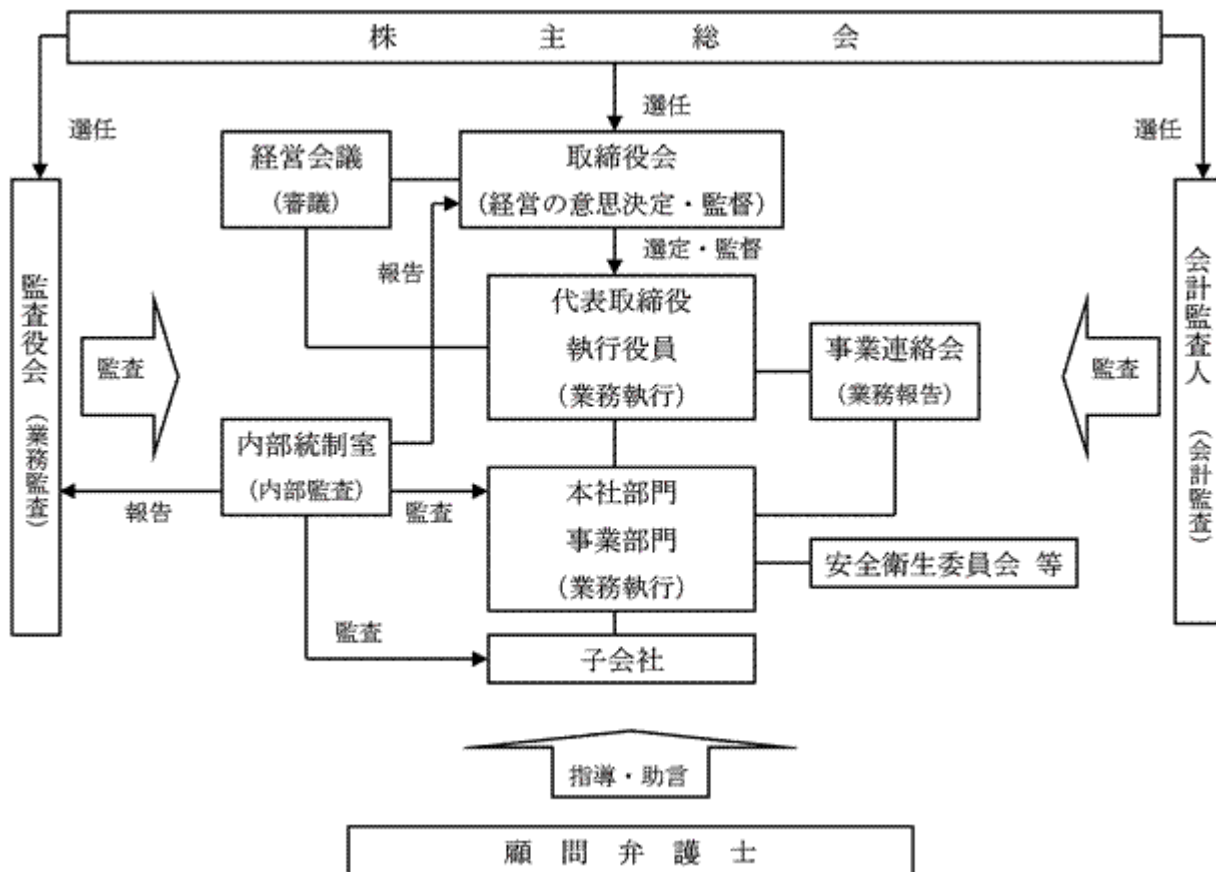 株主総会
選任
選任
選任
経営会議
(審議)
取締役会
(経営の意思決定・監督)
報告
選定・監督
監査役会(業務監査)
監査
代表取締役
執行役員
(業務執行)
事業連絡会
(業務報告)
監査
会計監査人(会計監査)
内部統制室
(内部監査)
報告
監査
本社部門
事業部門
(業務執行)
安全衛生委員会 等
監査
子会社
指導・助言
顧問弁護士